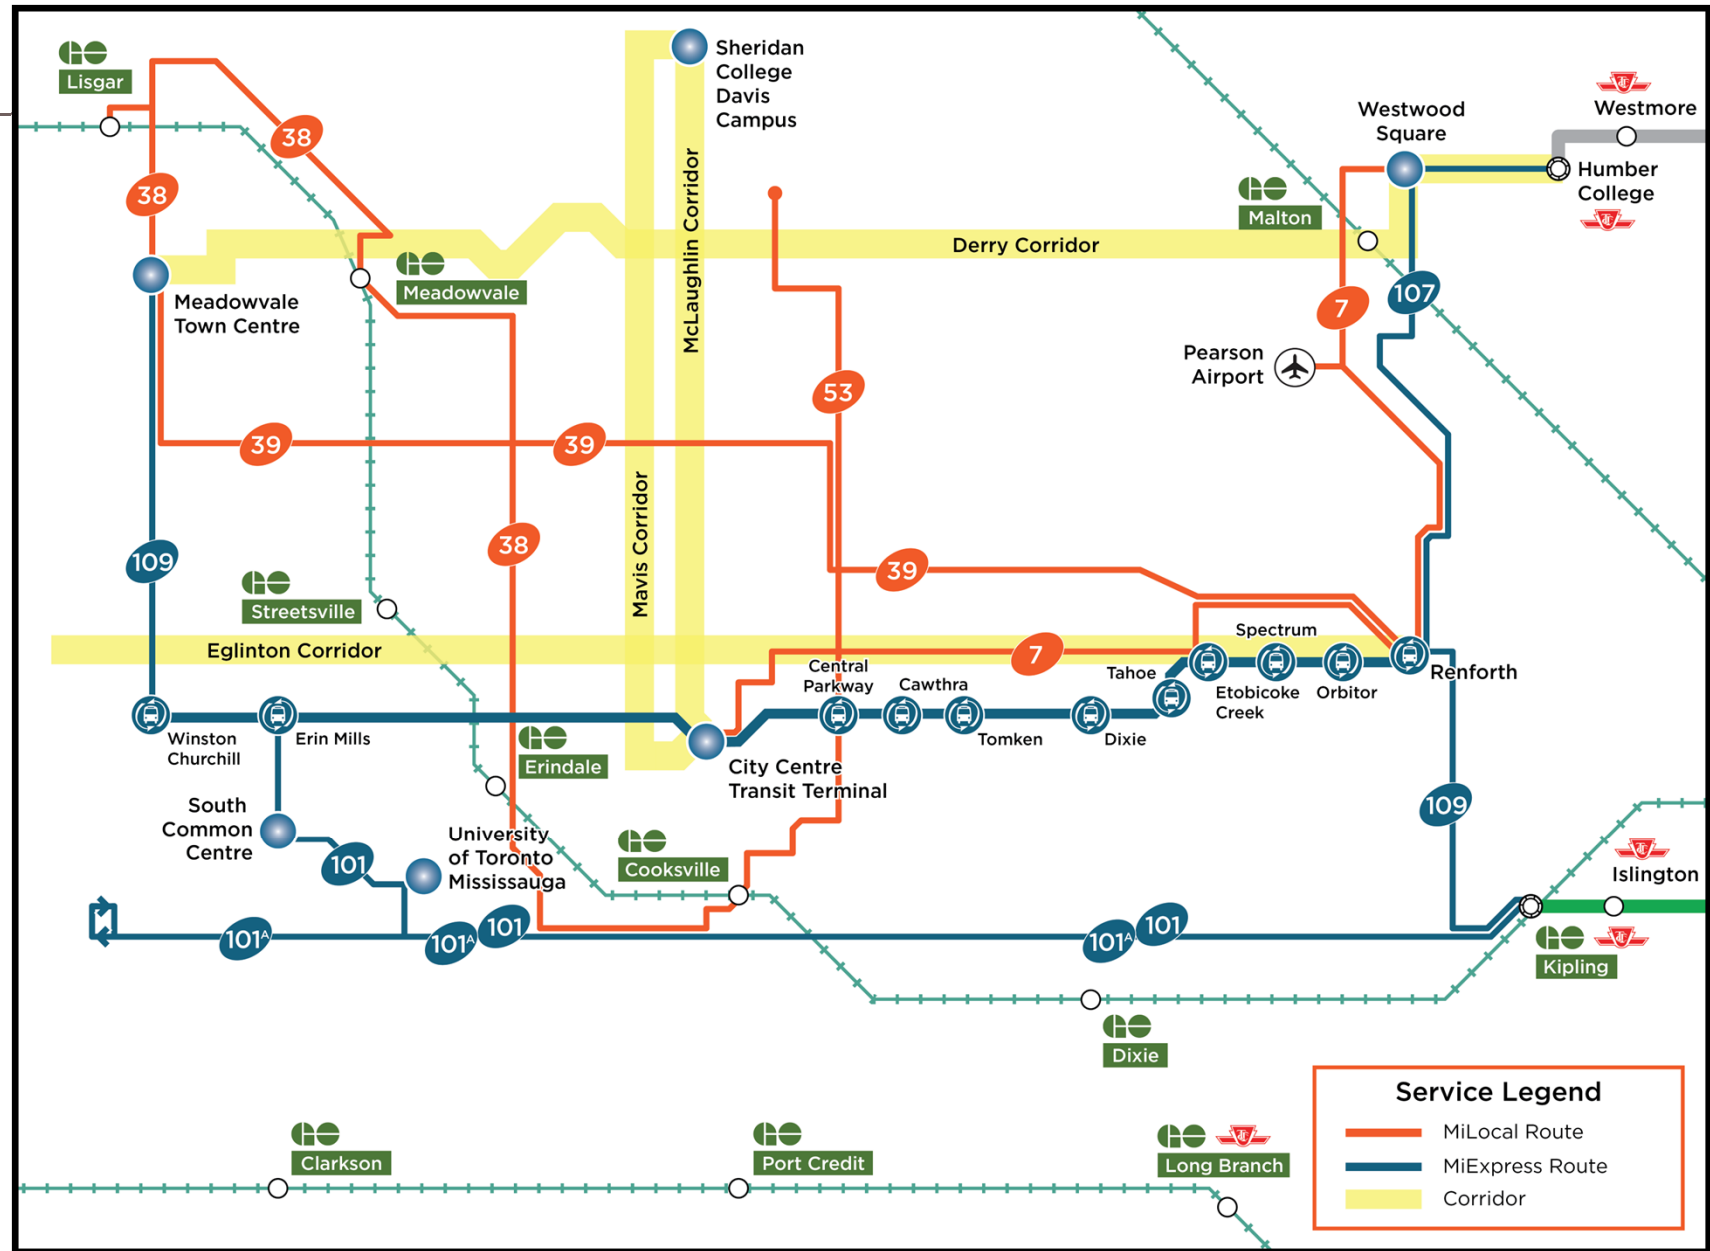 Lisgar
38
38
Sheridan
College
Davis
Campus
Westwood
Square
Westmore
Humber
College
Malton
McLaughlin Corridor
Derry Corridor
Meadowvale
Meadowvale
Town Centre
107
7
Pearson
Airport
53
39
39
38
Mavis Corridor
109
39
Streetsville
Eglinton Corridor
7
Spectrum
Central
Parkway
Cawthra
Tahoe
Etobicoke
Creek
Orbitor
Renforth
Winston
Churchill
Erin Mills
Erindale
Tomken
Dixie
City Centre
Transit Terminal
South
Common
Centre
109
University
of Toronto
Mississauga
101
Cooksville
Islington
101A
101A
101
101A
101
Kipling
Dixie
Clarkson
Port Credit
Long Branch
Service Legend
MiLocal Route
MiExpress Route
Corridor